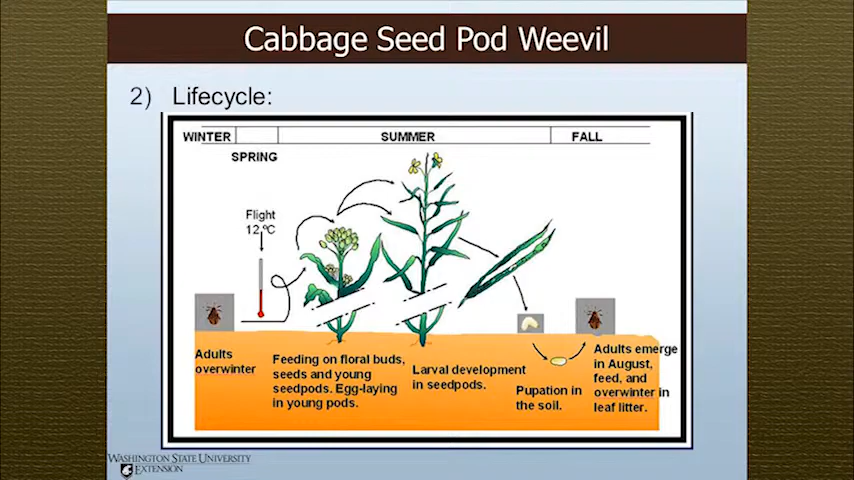 Cabbage Seed Pod Weevil
2) Lifecycle:
WINTER
SUMMER
FALL
SPRING
Flight
12 ºC
Adults
overwinter
Feeding on floral buds,
seeds and young
seedpods. Egg-laying
in young pods.
Larval development
in seedpods.
Pupation in
the soil.
Adults emerge
in August,
feed, and
overwinter in
leaf litter.
WASHINGTON STATE UNIVERSITY
EXTENSION